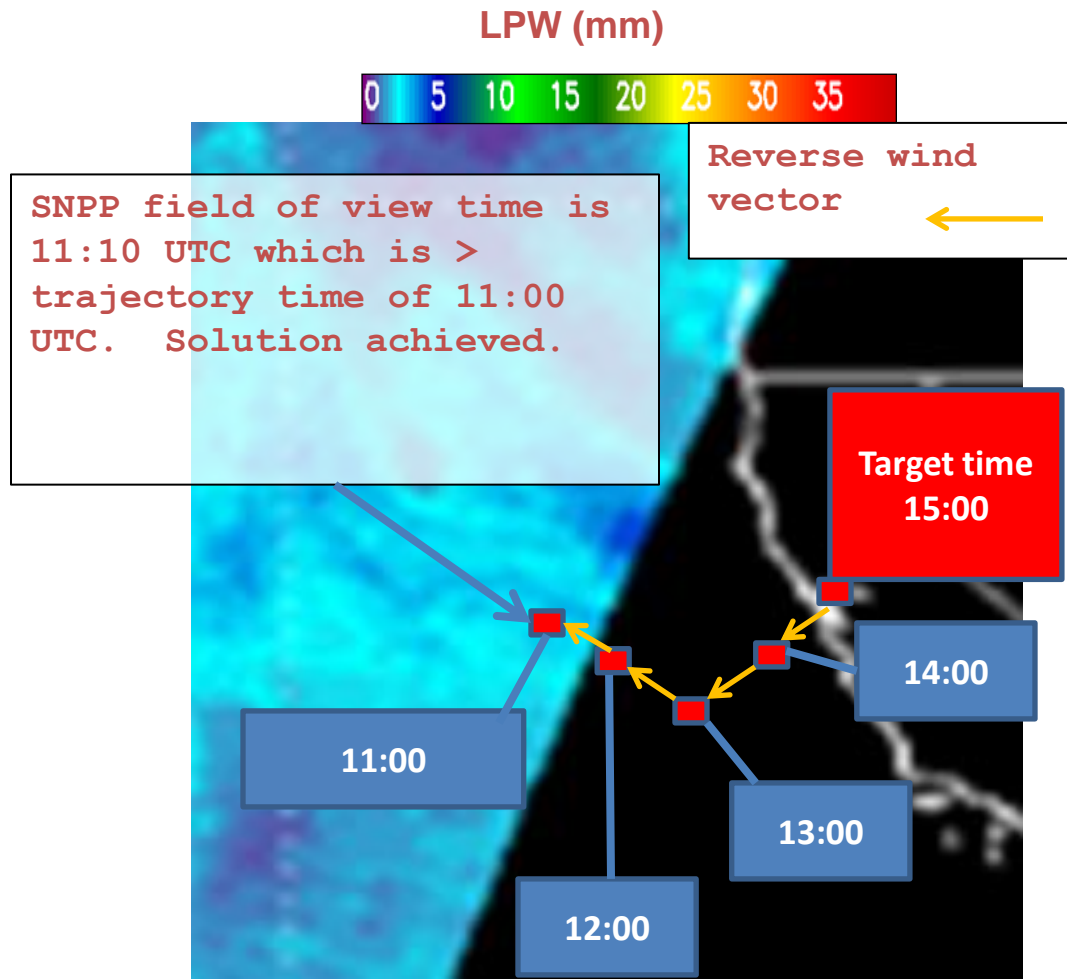 LPW (mm)
0 5 10 15 20 25 30 35
Reverse wind
vector
SNPP field of view time is
11:10 UTC which is >
trajectory time of 11:00
UTC.  Solution achieved.
Target time
15:00
14:00
11:00
13:00
12:00